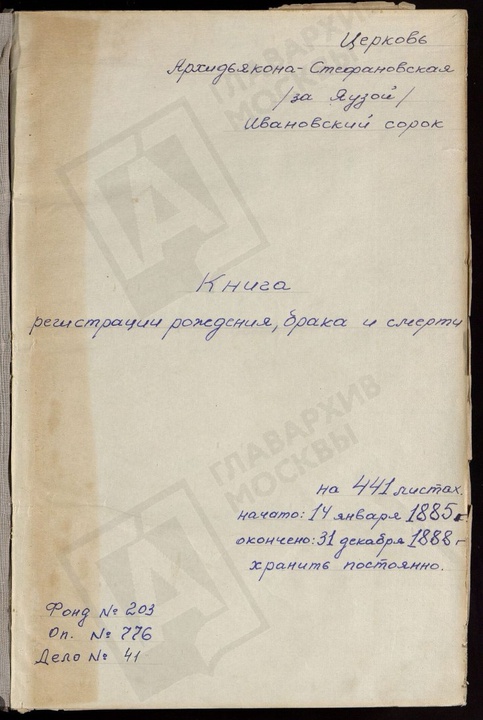 Церковь
Архидьякона-Стефановская
/за Яузой/
Ивановский сорок
Книга
регистрации рождения, брака и смерти
на 441 листах.
начато: 14 января 1885 г.
окончено: 31 декабря 1888 г
хранить постоянно.
Фонд № 203
Оп. № 776
Дело № 41
ГЛАВАРХИВ
МОСКВЫ
ГЛАВАРХИВ
МОСКВЫ